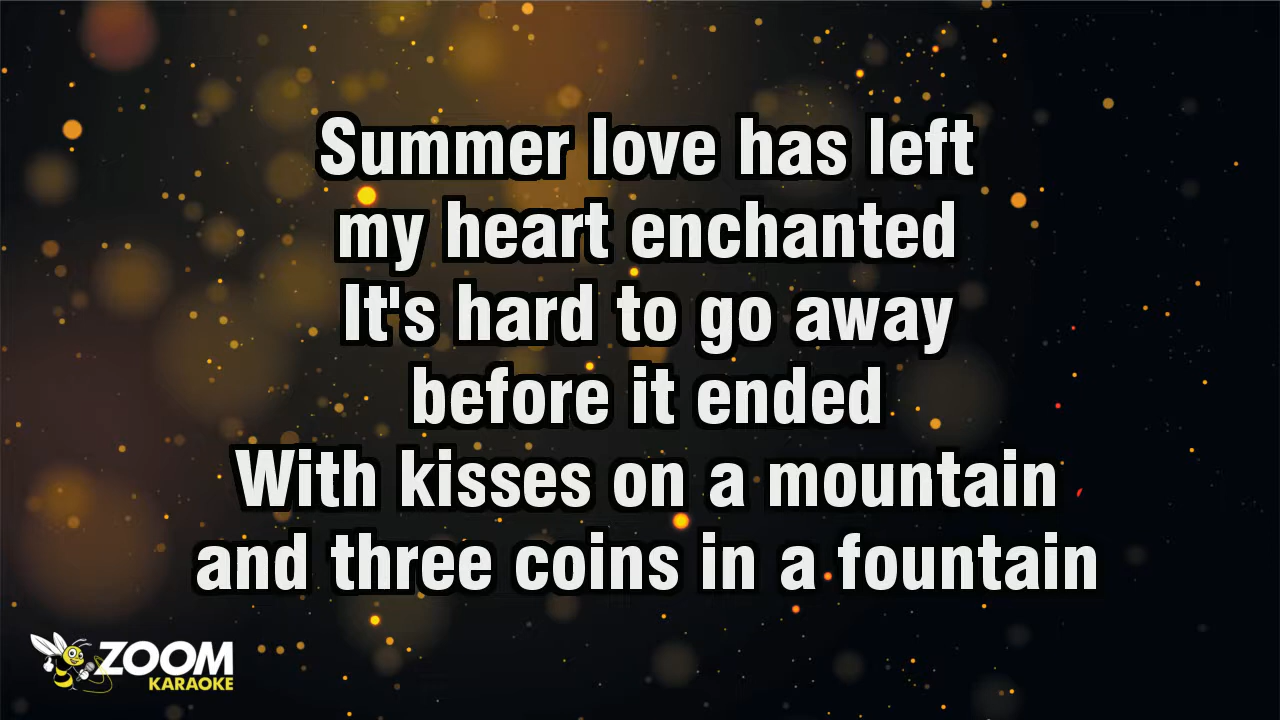 Summer love has left
my heart enchanted
It's hard to go away
before it ended
With kisses on a mountain
and three coins in a fountain
ZOOM
KARAOKE